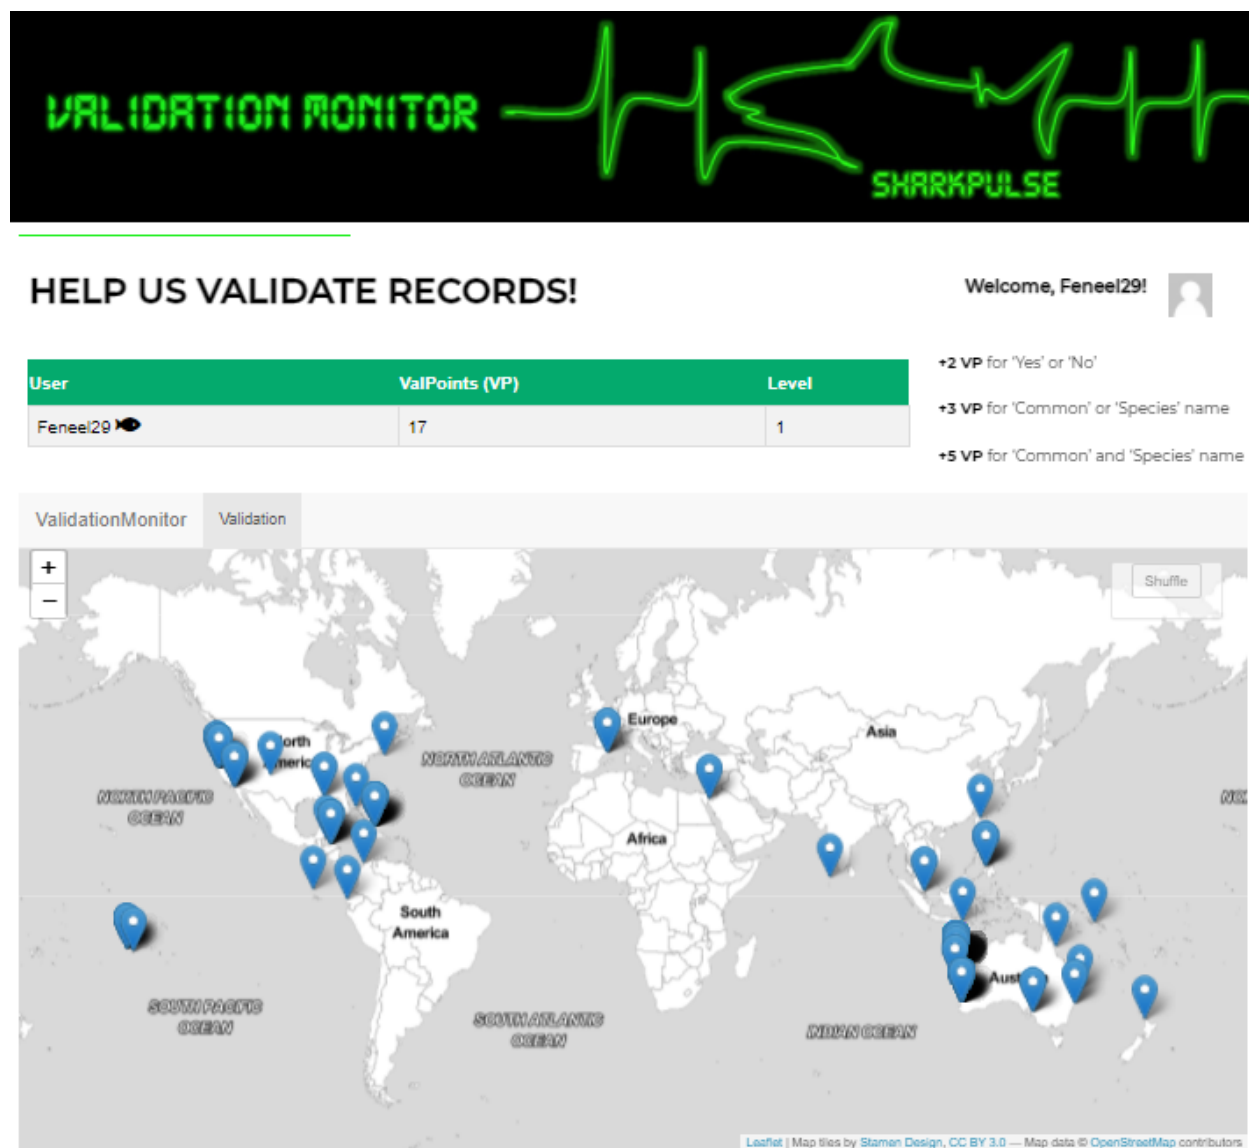 VALIDATION MONITOR
SHARKPULSE
HELP US VALIDATE RECORDS!
Welcome, Feneel29!
+2 VP for 'Yes' or 'No'
+3 VP for 'Common' or 'Species' name
+5 VP for 'Common' and 'Species' name
User ValPoints (VP) Level
Feneel29 17 1
ValidationMonitor Validation
+
−
Shuffle
Europe
Asia
NORTH ATLANTIC
OCEAN
NORTH PACIFIC
OCEAN
Africa
South
America
SOUTH PACIFIC
OCEAN
SOUTH ATLANTIC
OCEAN
INDIAN OCEAN
Leaflet | Map tiles by Stamen Design, CC BY 3.0 — Map data © OpenStreetMap contributors